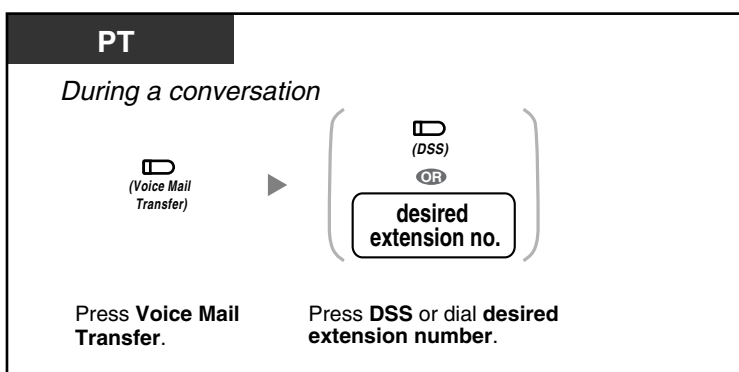 PT
During a conversation
(Voice Mail
Transfer)
(DSS)
OR
desired
extension no.
Press Voice Mail
Transfer.
Press DSS or dial desired
extension number.